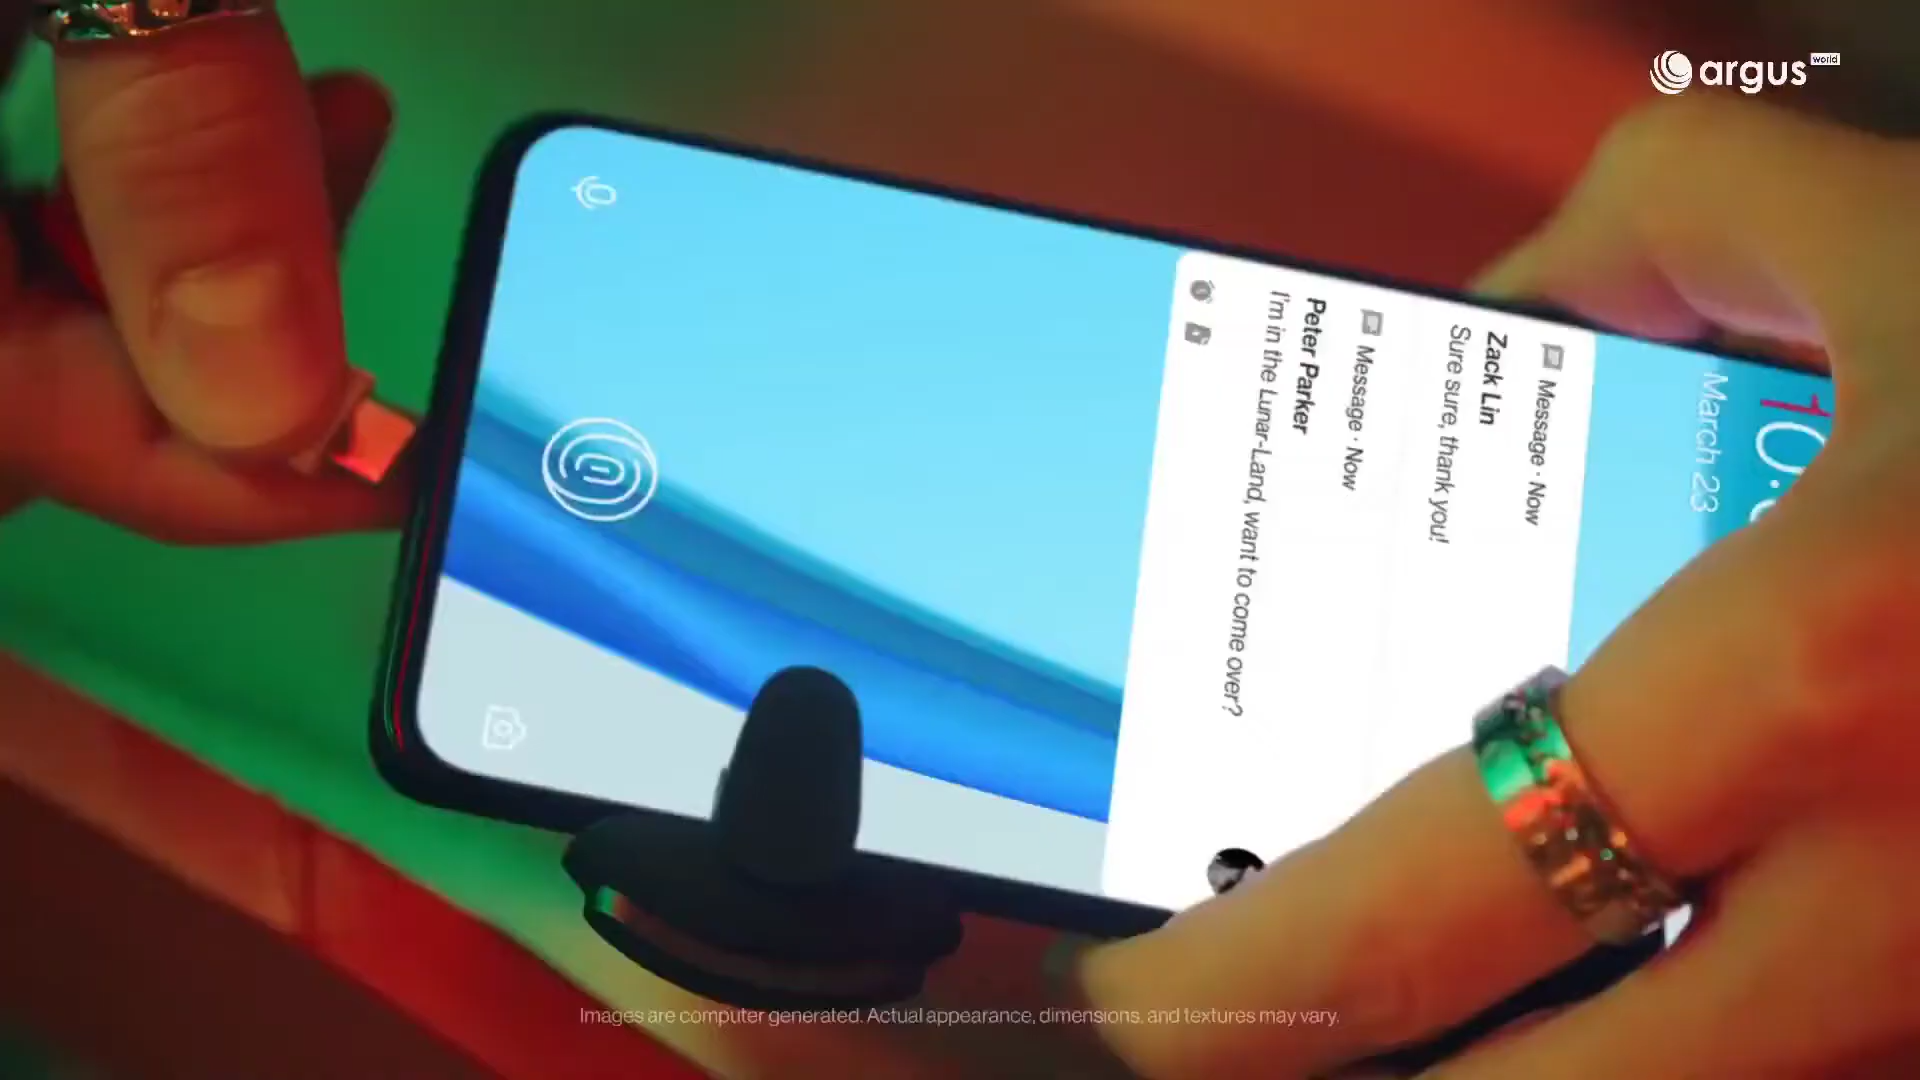 argus world
10:
March 23
Message · Now
Zack Lin
Sure sure, thank you!
Message · Now
Peter Parker
I'm in the Lunar-Land, want to come over?
Images are computer generated. Actual appearance, dimensions, and textures may vary.